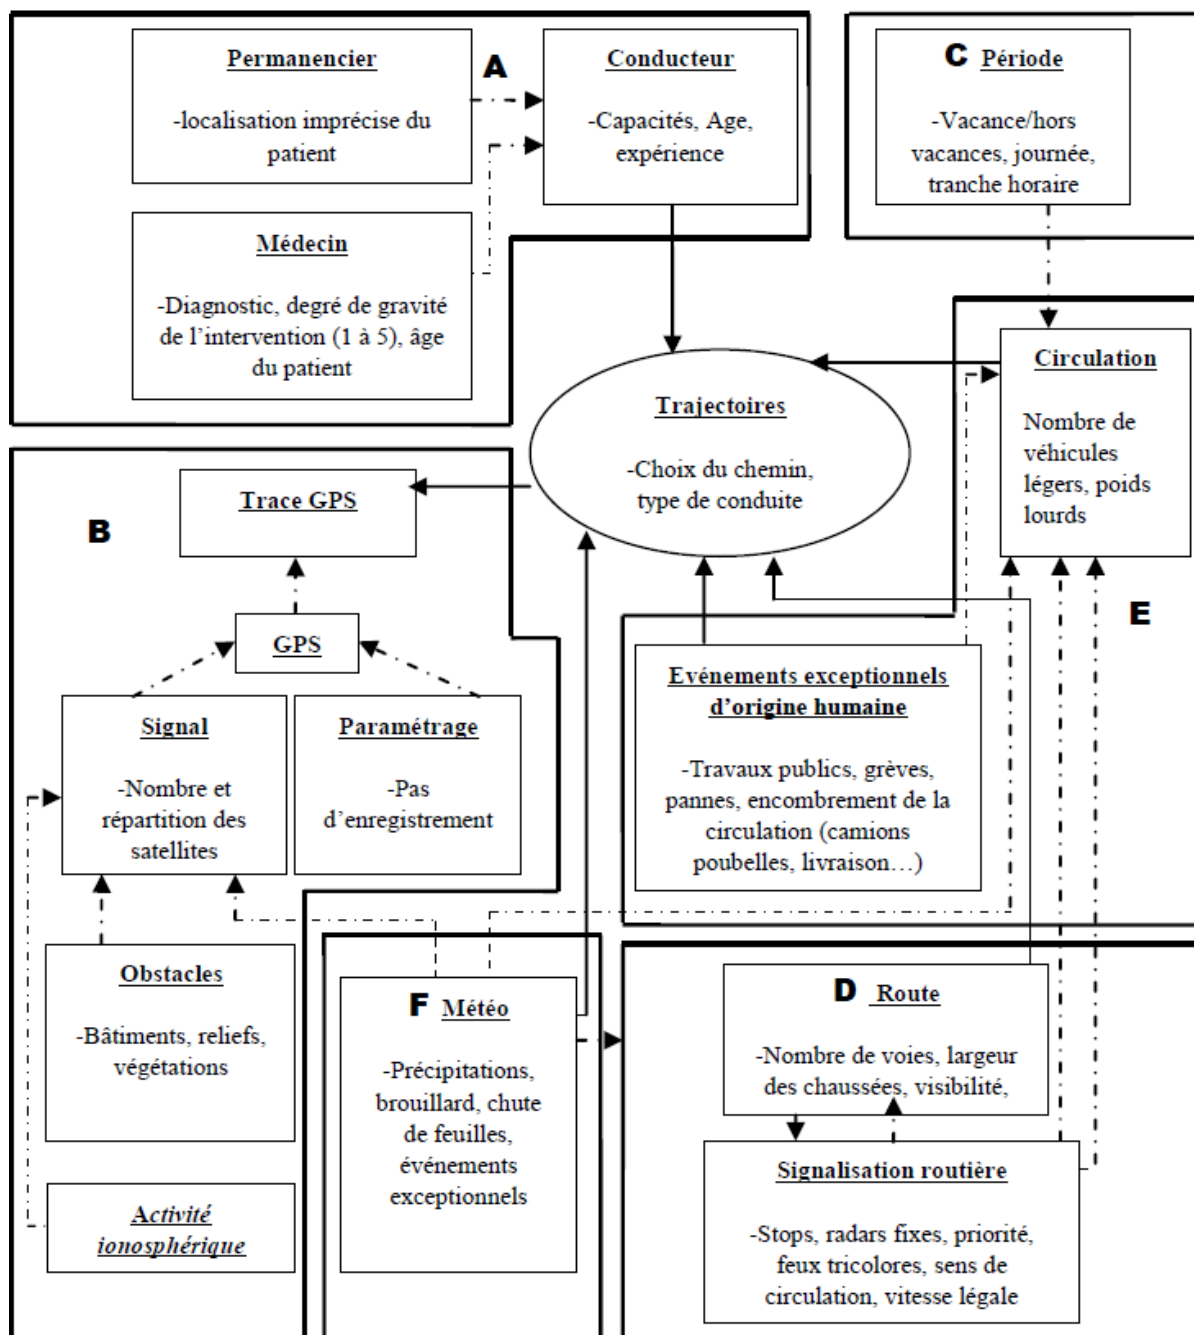 Permanencier
-localisation imprécise du
patient
A
Conducteur
-Capacités, Age,
expérience
C
Période
-Vacance/hors
vacances, journée,
tranche horaire
Médecin
-Diagnostic, degré de gravité
de l’intervention (1 à 5), âge
du patient
Trajectoires
-Choix du chemin,
type de conduite
Circulation
Nombre de
véhicules
légers, poids
lourds
B
Trace GPS
GPS
Signal
-Nombre et
répartition des
satellites
Paramétrage
-Pas
d’enregistrement
E
Evénements exceptionnels
d’origine humaine
-Travaux publics, grèves,
pannes, encombrement de la
circulation (camions
poubelles, livraison…)
Obstacles
-Bâtiments, reliefs,
végétations
Activité
ionosphérique
F
Météo
-Précipitations,
brouillard, chute
de feuilles,
événements
exceptionnels
D
Route
-Nombre de voies, largeur
des chaussées, visibilité,
Signalisation routière
-Stops, radars fixes, priorité,
feux tricolores, sens de
circulation, vitesse légale